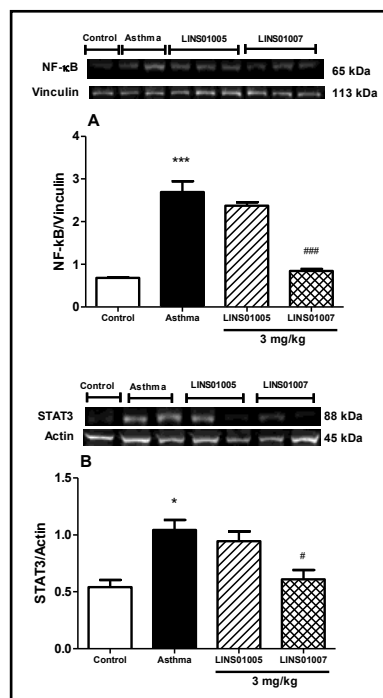 Control Asthma LINS01005 LINS01007
NF-κB 65 kDa
Vinculin 113 kDa
A
NF-kB/Vinculin
4
3
2
1
0
***
###
Control Asthma LINS01005 LINS01007
3 mg/kg
Control Asthma LINS01005 LINS01007
STAT3 88 kDa
Actin 45 kDa
B
STAT3/Actin
1.5
1.0
0.5
0.0
*
#
Control Asthma LINS01005 LINS01007
3 mg/kg